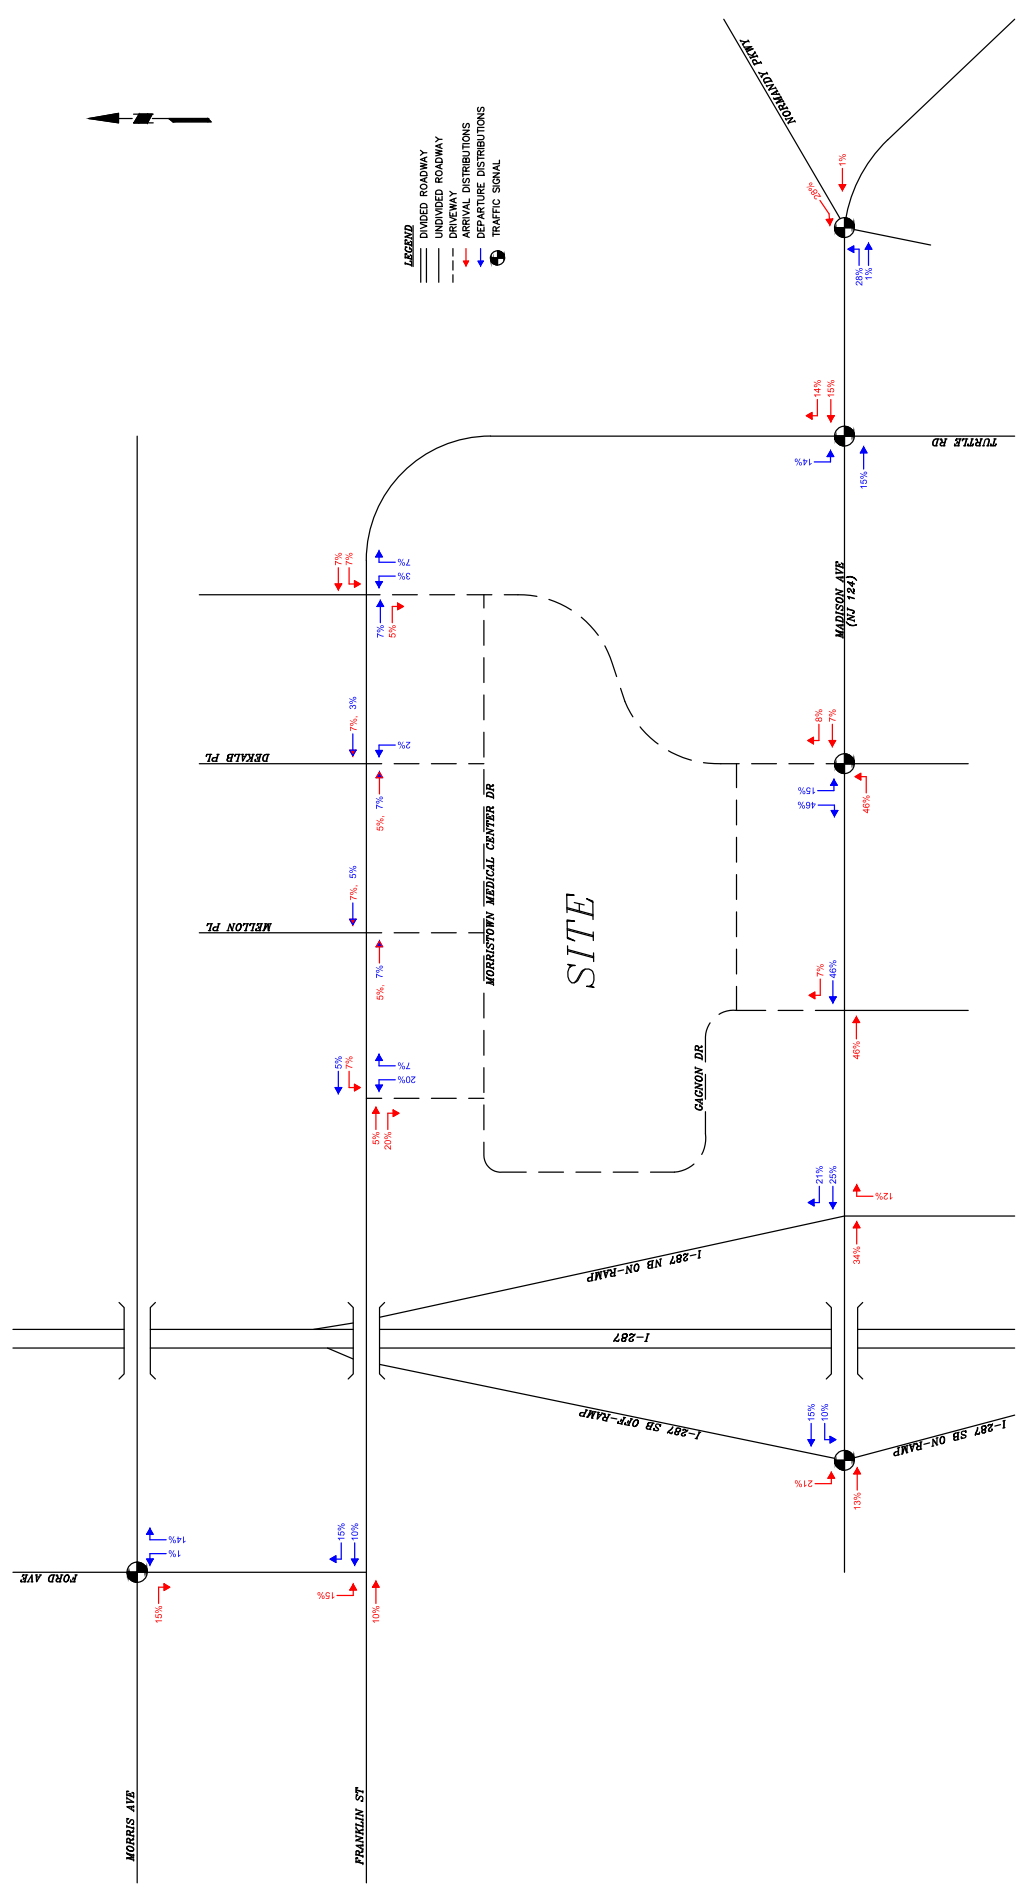 NORMANDY PKWY
N
LEGEND
DIVIDED ROADWAY
UNDIVIDED ROADWAY
DRIVEWAY
ARRIVAL DISTRIBUTIONS
DEPARTURE DISTRIBUTIONS
TRAFFIC SIGNAL
1%
28%
28%
1%
14%
15%
14%
15%
TURTLE RD
7%
7%
7%
3%
7%
5%
MADISON AVE
(NJ 124)
7%, 3%
2%
5%, 7%
DEKALB PL
8%
7%
15%
46%
46%
7%, 5%
5%, 7%
MELLON PL
MORRISTOWN MEDICAL CENTER DR
SITE
7%
46%
46%
GAGNON DR
5%
7%
7%
20%
5%
20%
21%
25%
12%
34%
I-287 NB ON-RAMP
I-287
I-287 SB OFF-RAMP
I-287 SB ON-RAMP
15%
10%
21%
13%
14%
1%
15%
FORD AVE
15%
10%
15%
10%
MORRIS AVE
FRANKLIN ST